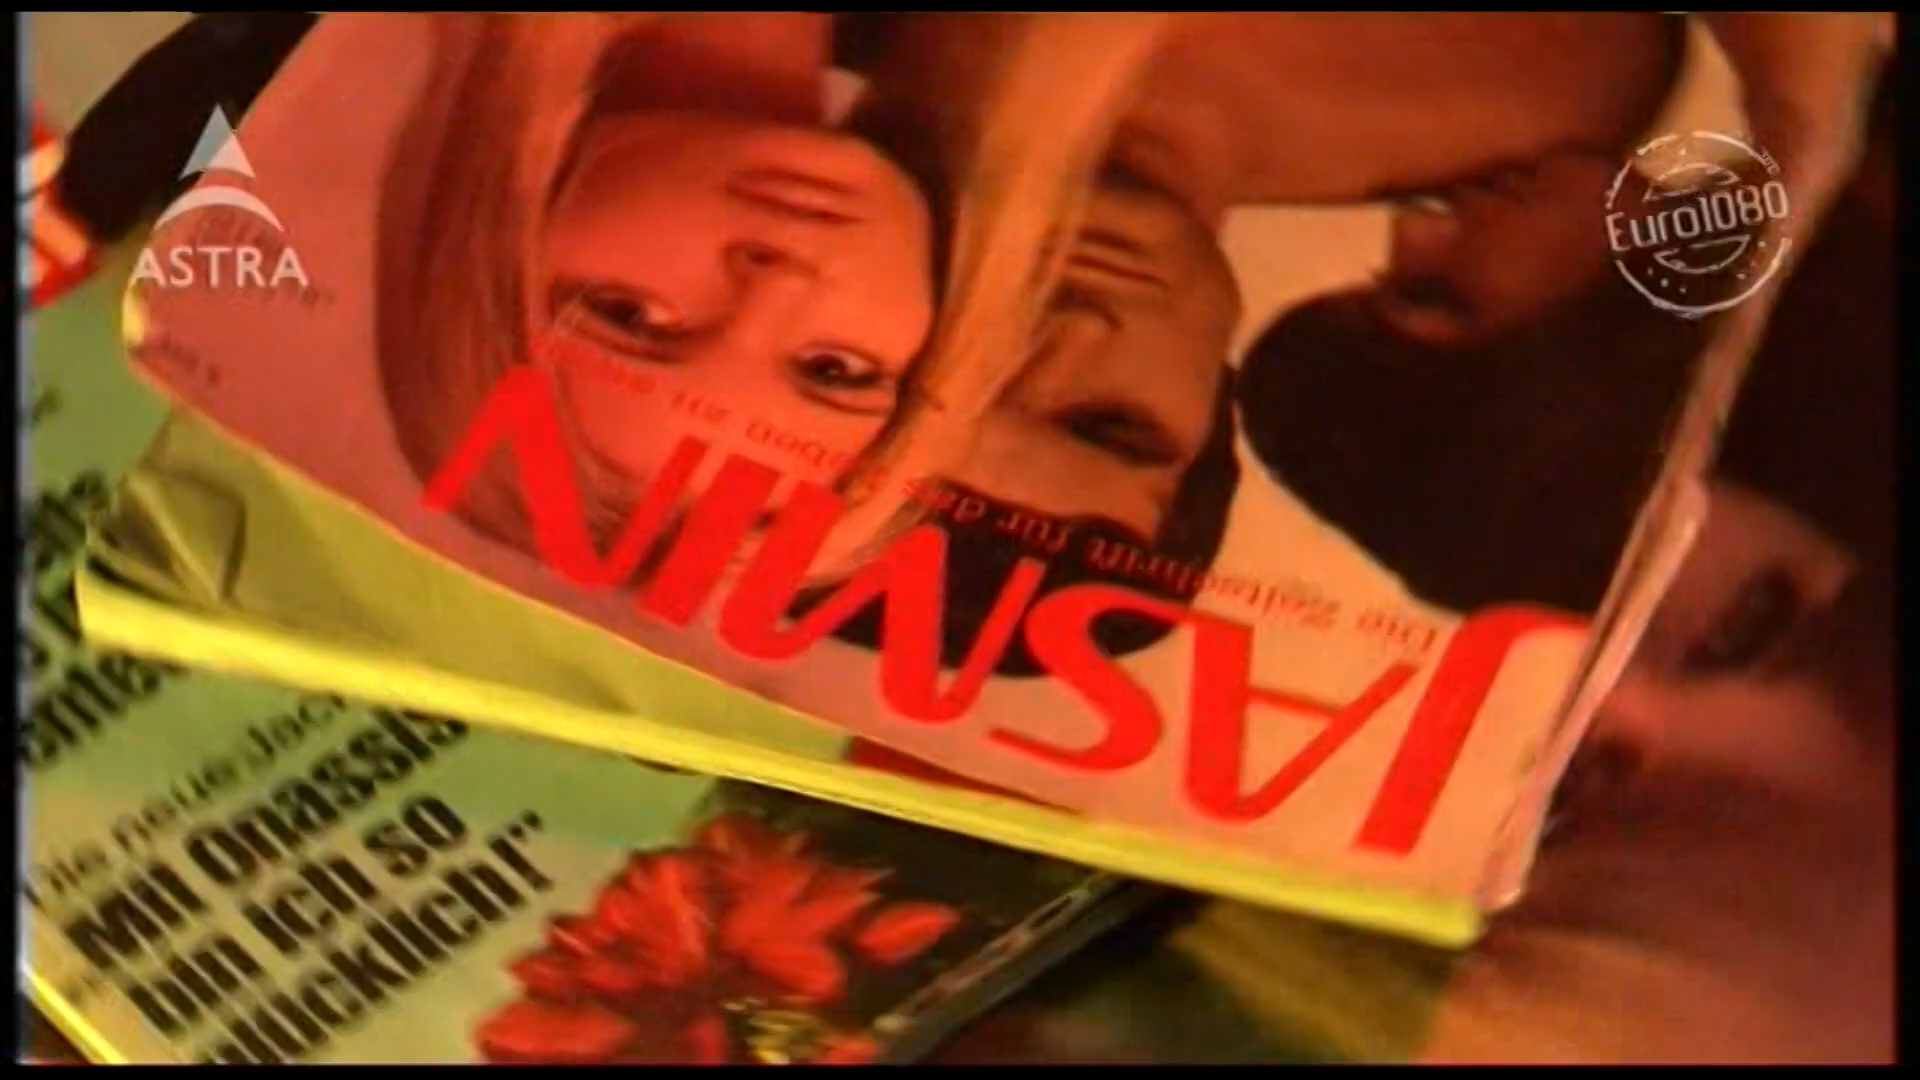 ASTRA
Euro1080
JASMIN
Die Zeitschrift für das Leben zu zweit
Die neue Jackie
Mit Onassis
bin ich so
glücklich!"